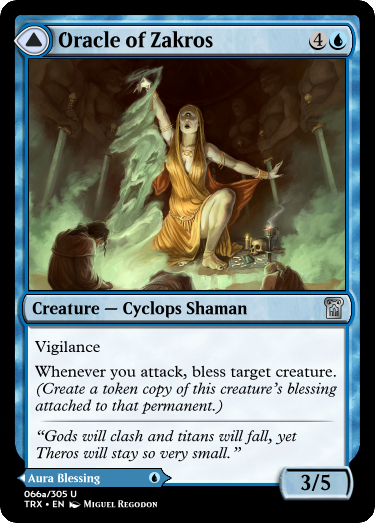 Oracle of Zakros 4
Creature — Cyclops Shaman
Vigilance
Whenever you attack, bless target creature.
(Create a token copy of this creature's blessing
attached to that permanent.)
"Gods will clash and titans will fall, yet
Theros will stay so very small."
Aura Blessing
3/5
066a/305 U
TRX • EN Miguel Regodon